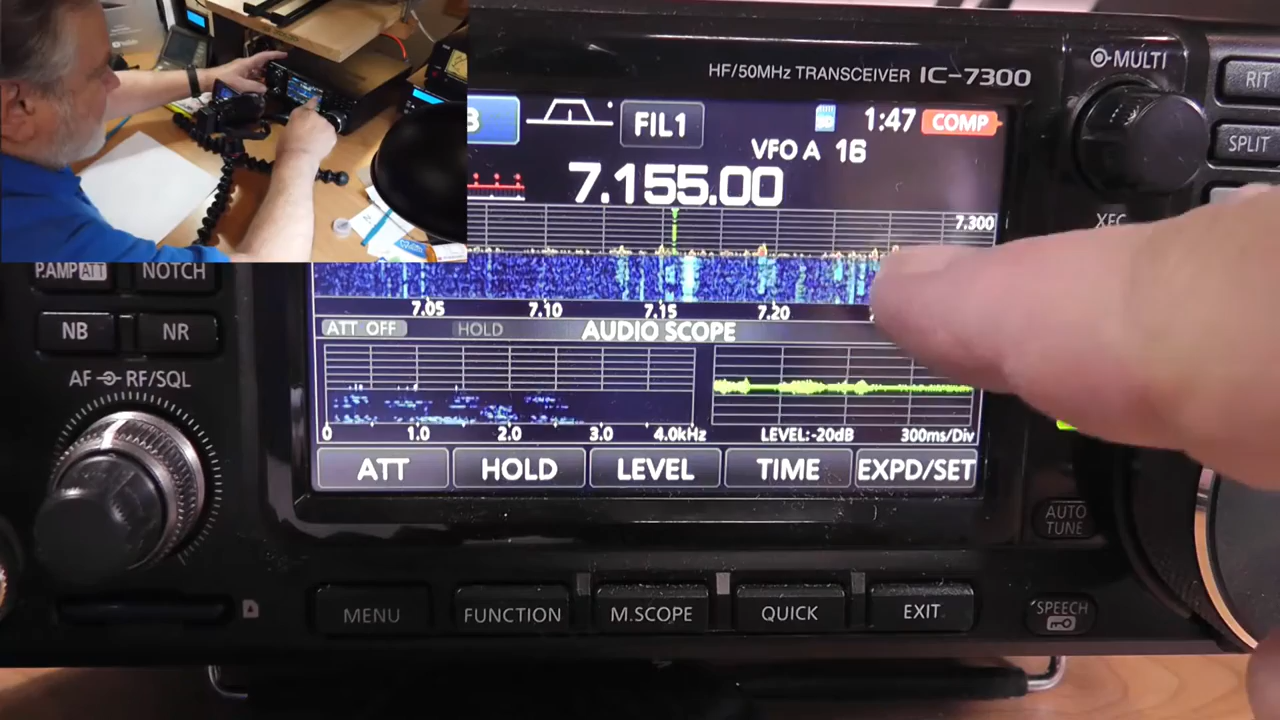 HF/50MHz TRANSCEIVER IC-7300
MULTI
RIT
FIL1
1:47 COMP
SPLIT
VFO A 16
7.155.00
7.300
P.AMP ATT NOTCH
7.05 7.10 7.15 7.20
NB NR
ATT OFF HOLD AUDIO SCOPE
AF RF/SQL
0 1.0 2.0 3.0 4.0kHz LEVEL:-20dB 300ms/Div
ATT HOLD LEVEL TIME EXPD/SET
AUTO TUNE
MENU FUNCTION M.SCOPE QUICK EXIT SPEECH